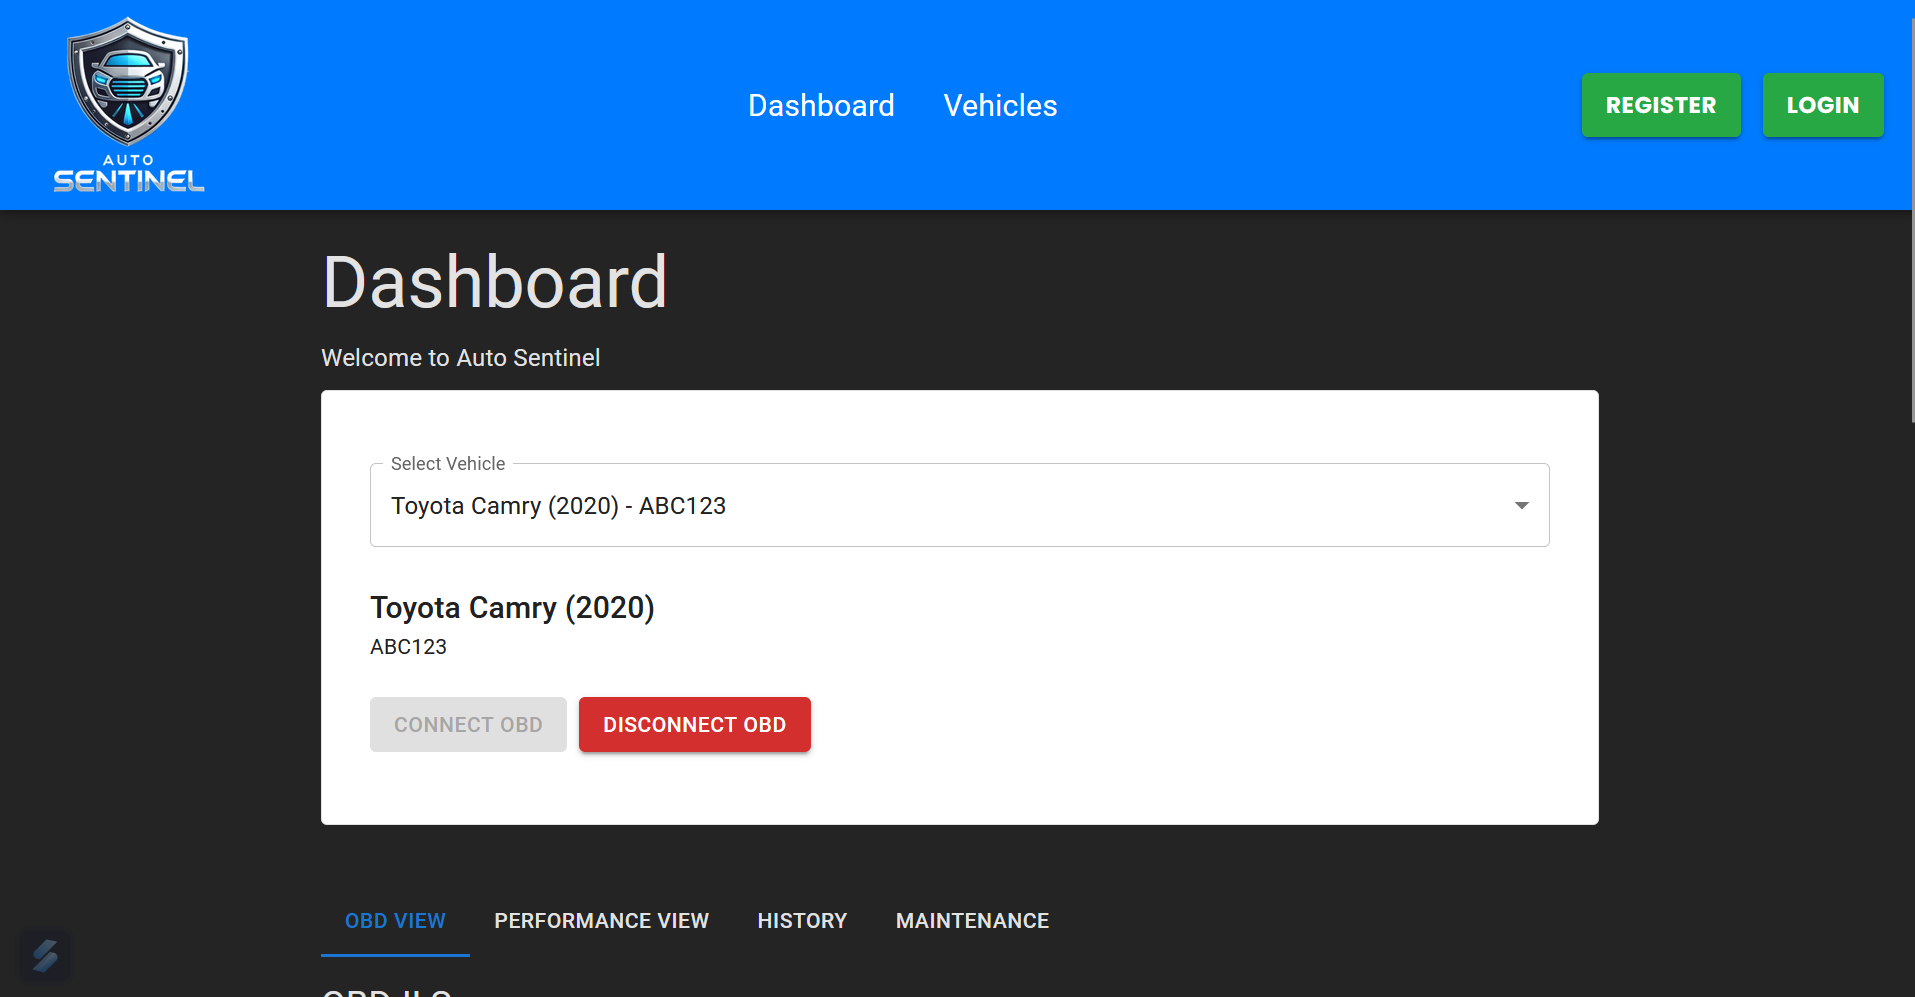 AUTO
SENTINEL
Dashboard Vehicles
REGISTER LOGIN
Dashboard
Welcome to Auto Sentinel
Select Vehicle
Toyota Camry (2020) - ABC123
Toyota Camry (2020)
ABC123
CONNECT OBD DISCONNECT OBD
OBD VIEW PERFORMANCE VIEW HISTORY MAINTENANCE